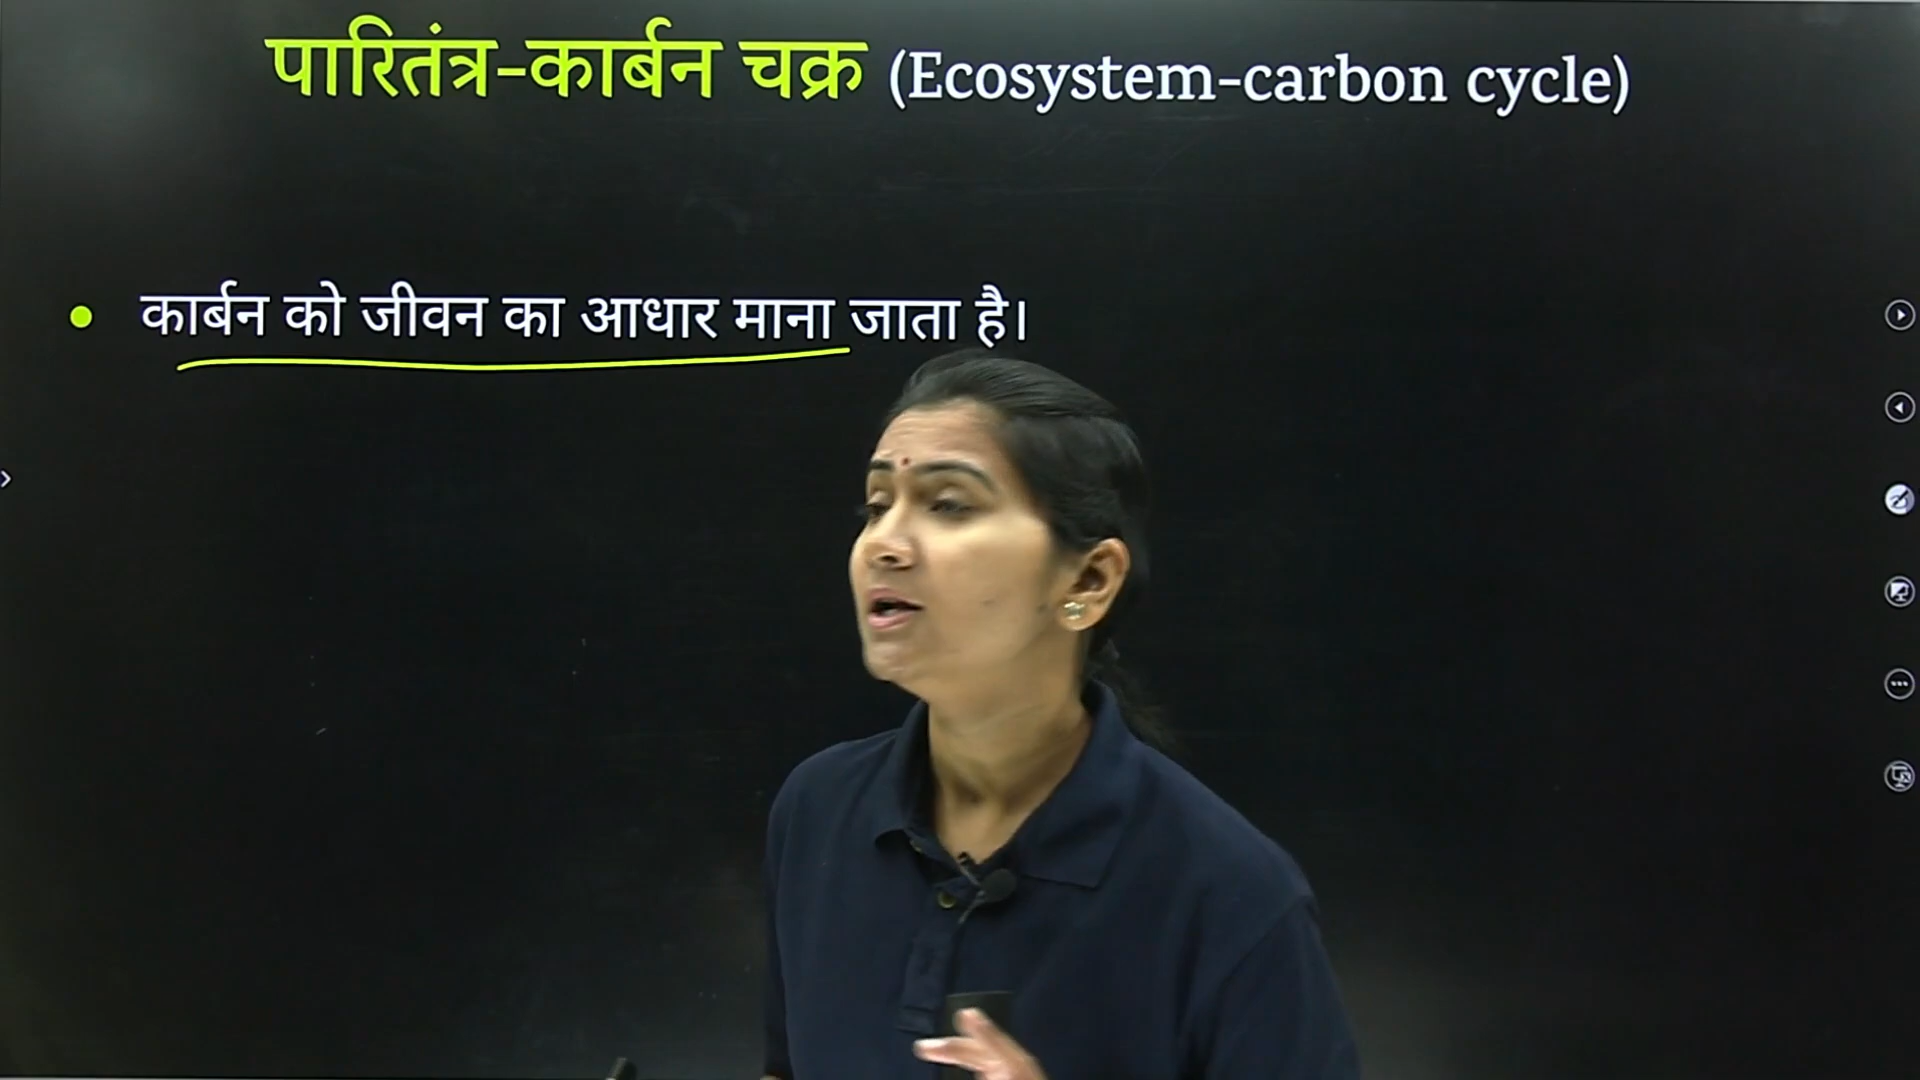 पारितंत्र-कार्बन चक्र (Ecosystem-carbon cycle)
• कार्बन को जीवन का आधार माना जाता है।